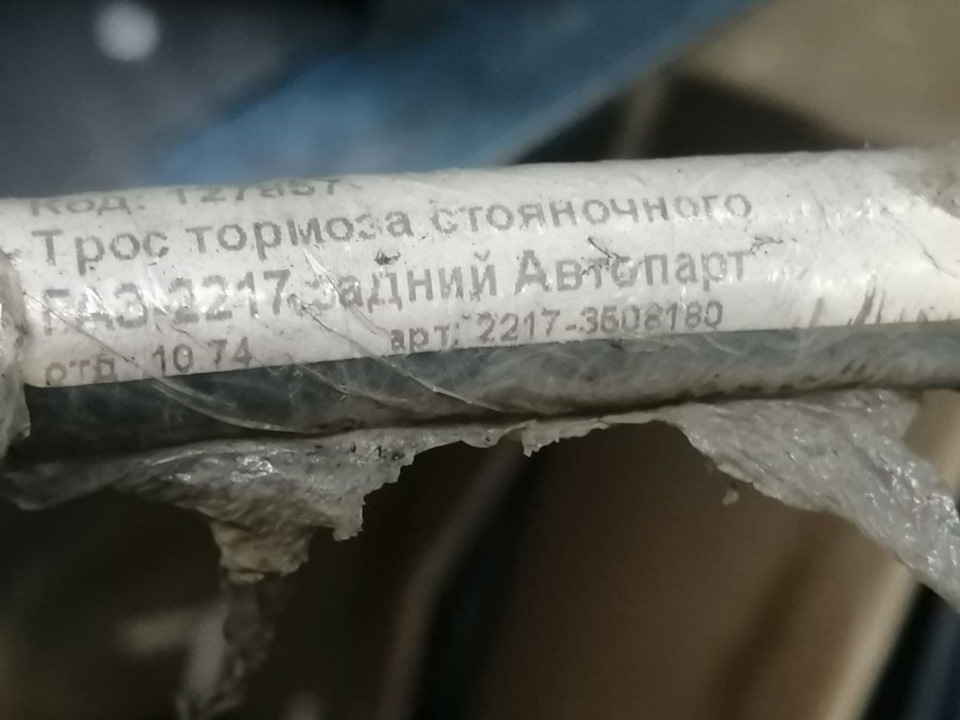 Код: 127857
Трос тормоза стояночного
ГАЗ-2217 задний Автопарт
отд 10 74 арт: 2217-3508180